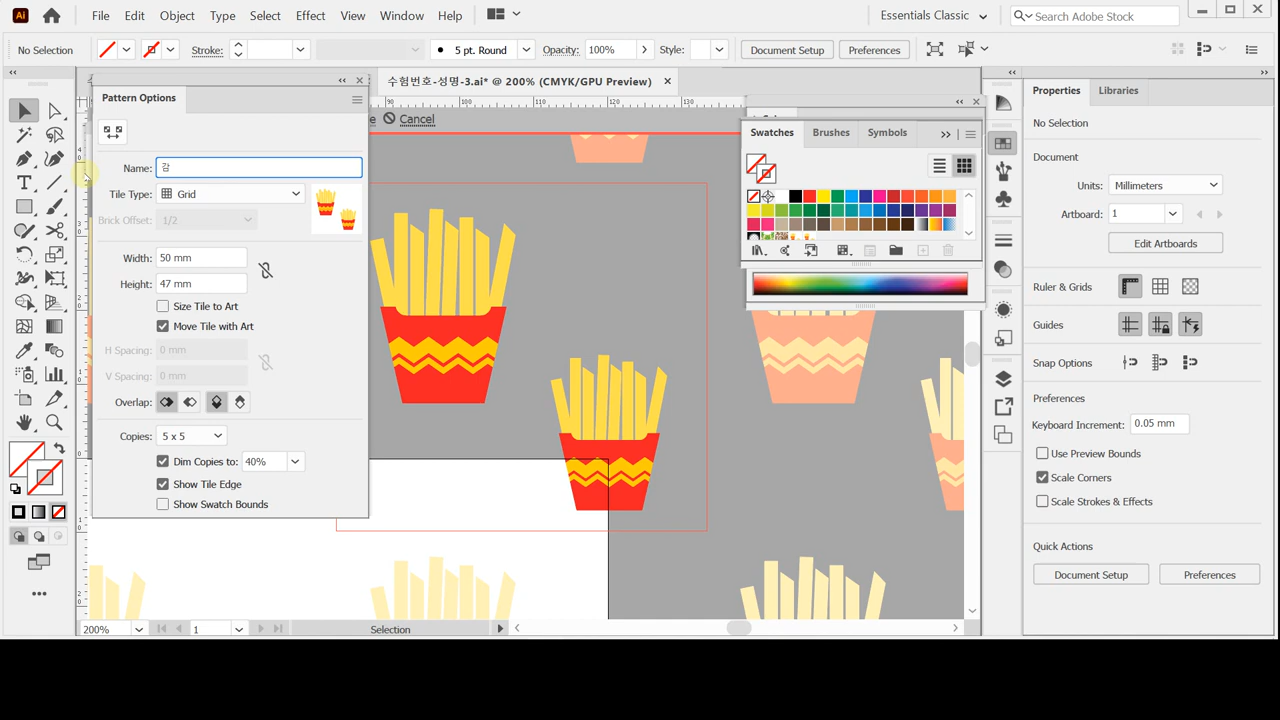 Ai File Edit Object Type Select Effect View Window Help Essentials Classic Search Adobe Stock
No Selection Stroke: 5 pt. Round Opacity: 100% Style: Document Setup Preferences
수험번호-성명-3.ai* @ 200% (CMYK/GPU Preview)
Pattern Options
90 100 110 120 130
Cancel
Name: 감
Tile Type: Grid
Brick Offset: 1/2
Width: 50 mm
Height: 47 mm
Size Tile to Art
Move Tile with Art
H Spacing: 0 mm
V Spacing: 0 mm
Overlap:
Copies: 5 x 5
Dim Copies to: 40%
Show Tile Edge
Show Swatch Bounds
Swatches Brushes Symbols
Properties Libraries
No Selection
Document
Units: Millimeters
Artboard: 1
Edit Artboards
Ruler & Grids
Guides
Snap Options
Preferences
Keyboard Increment: 0.05 mm
Use Preview Bounds
Scale Corners
Scale Strokes & Effects
Quick Actions
Document Setup Preferences
200% 1 Selection